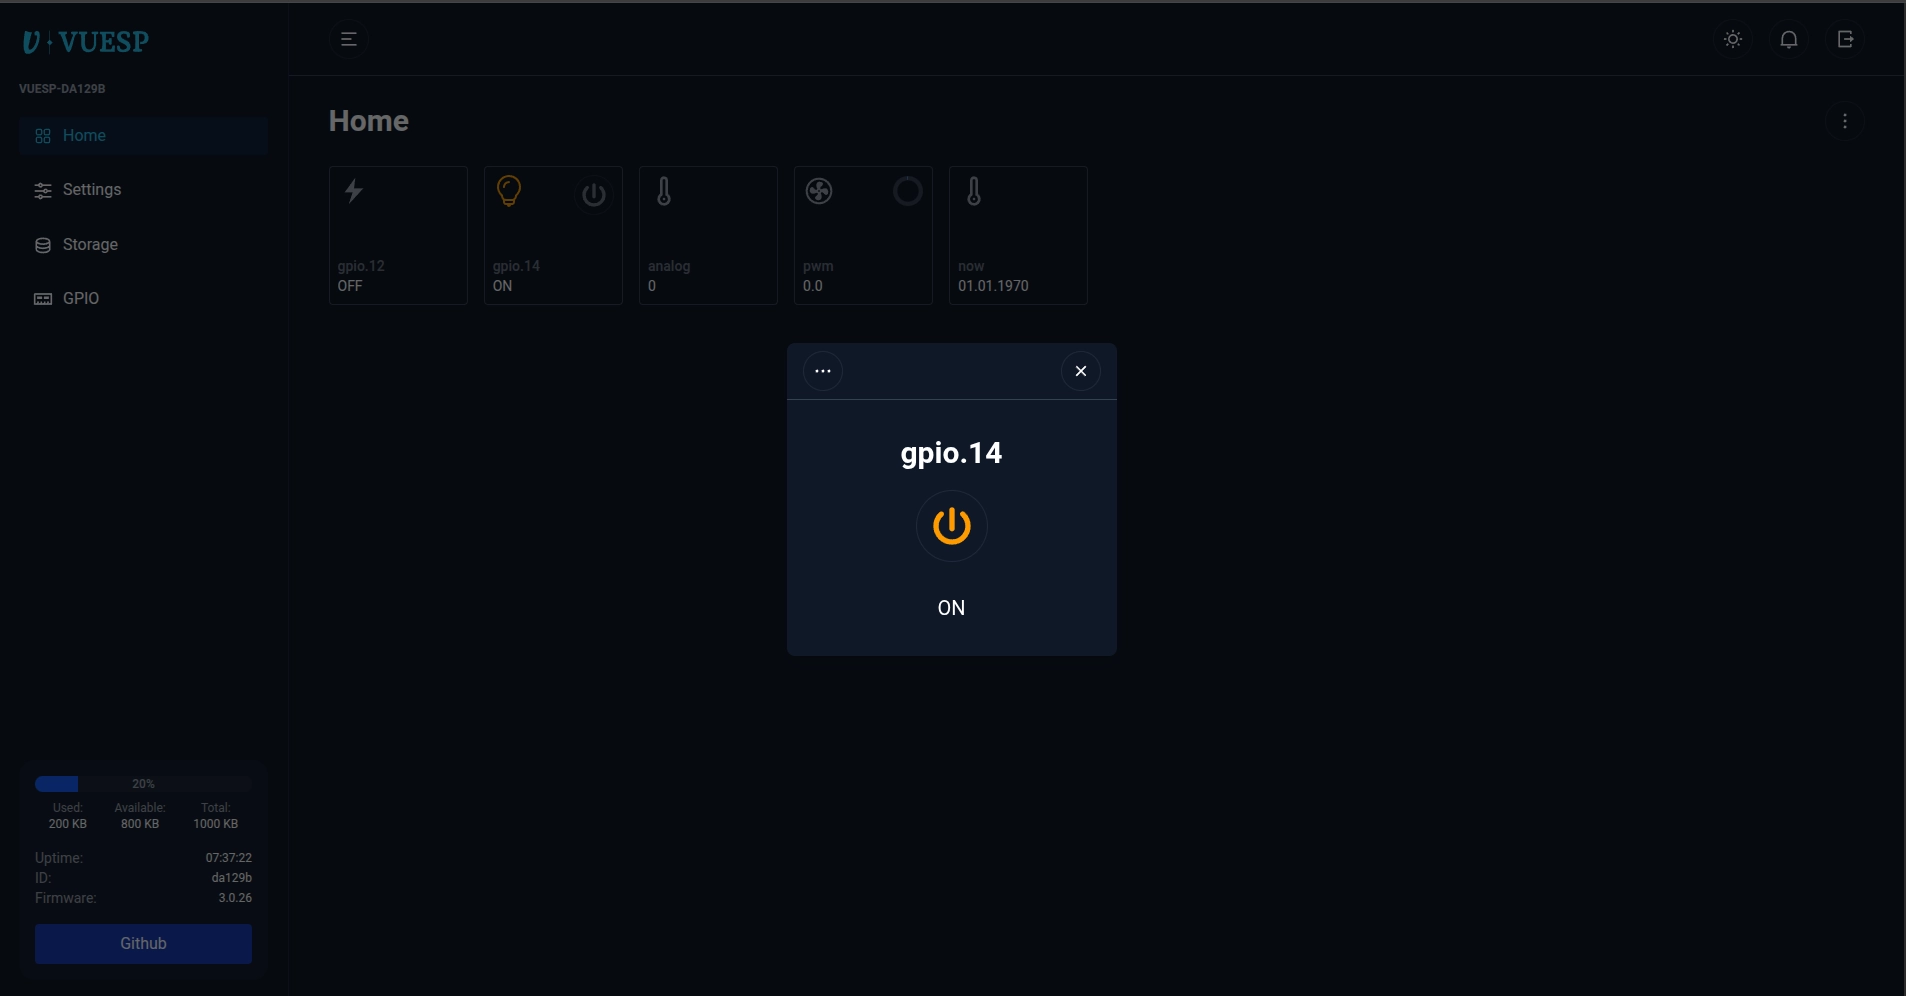 VUESP
VUESP-DA129B
Home
Settings
Storage
GPIO
Home
gpio.12
OFF
gpio.14
ON
analog
0
pwm
0.0
now
01.01.1970
gpio.14
ON
20%
Used: Available: Total:
200 KB 800 KB 1000 KB
Uptime: 07:37:22
ID: da129b
Firmware: 3.0.26
Github